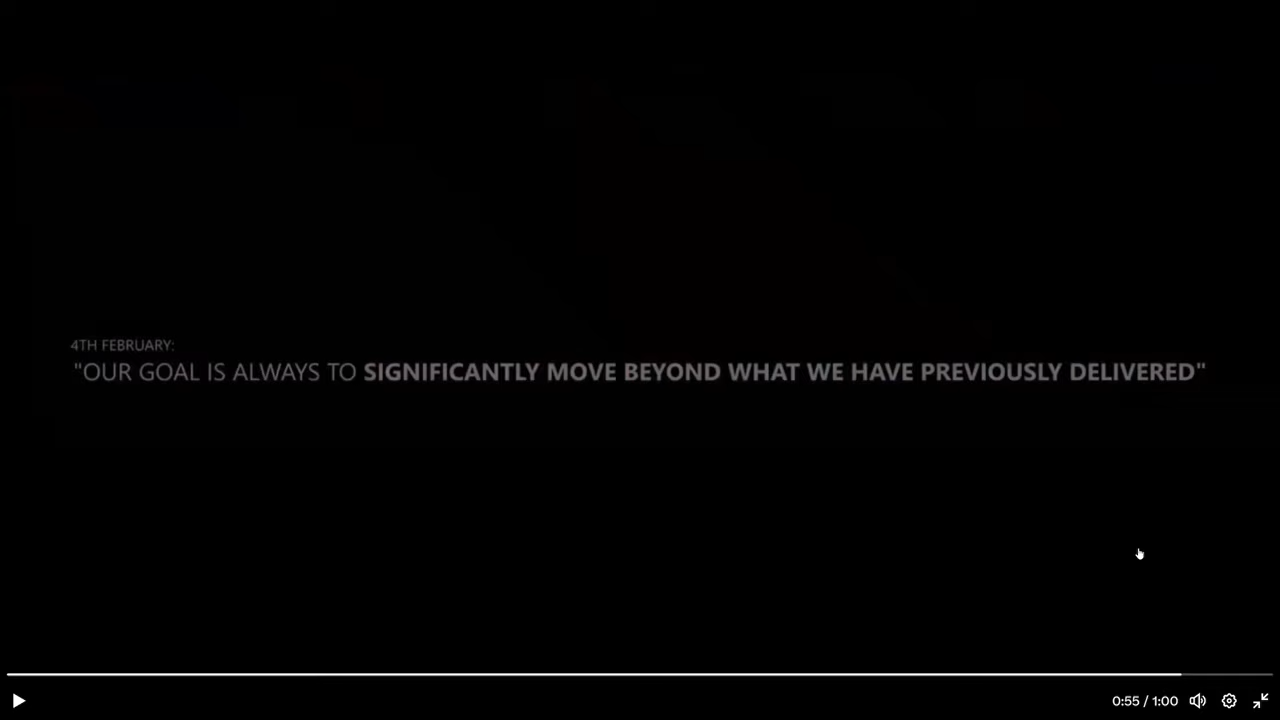 4TH FEBRUARY:
"OUR GOAL IS ALWAYS TO SIGNIFICANTLY MOVE BEYOND WHAT WE HAVE PREVIOUSLY DELIVERED"
0:55 / 1:00